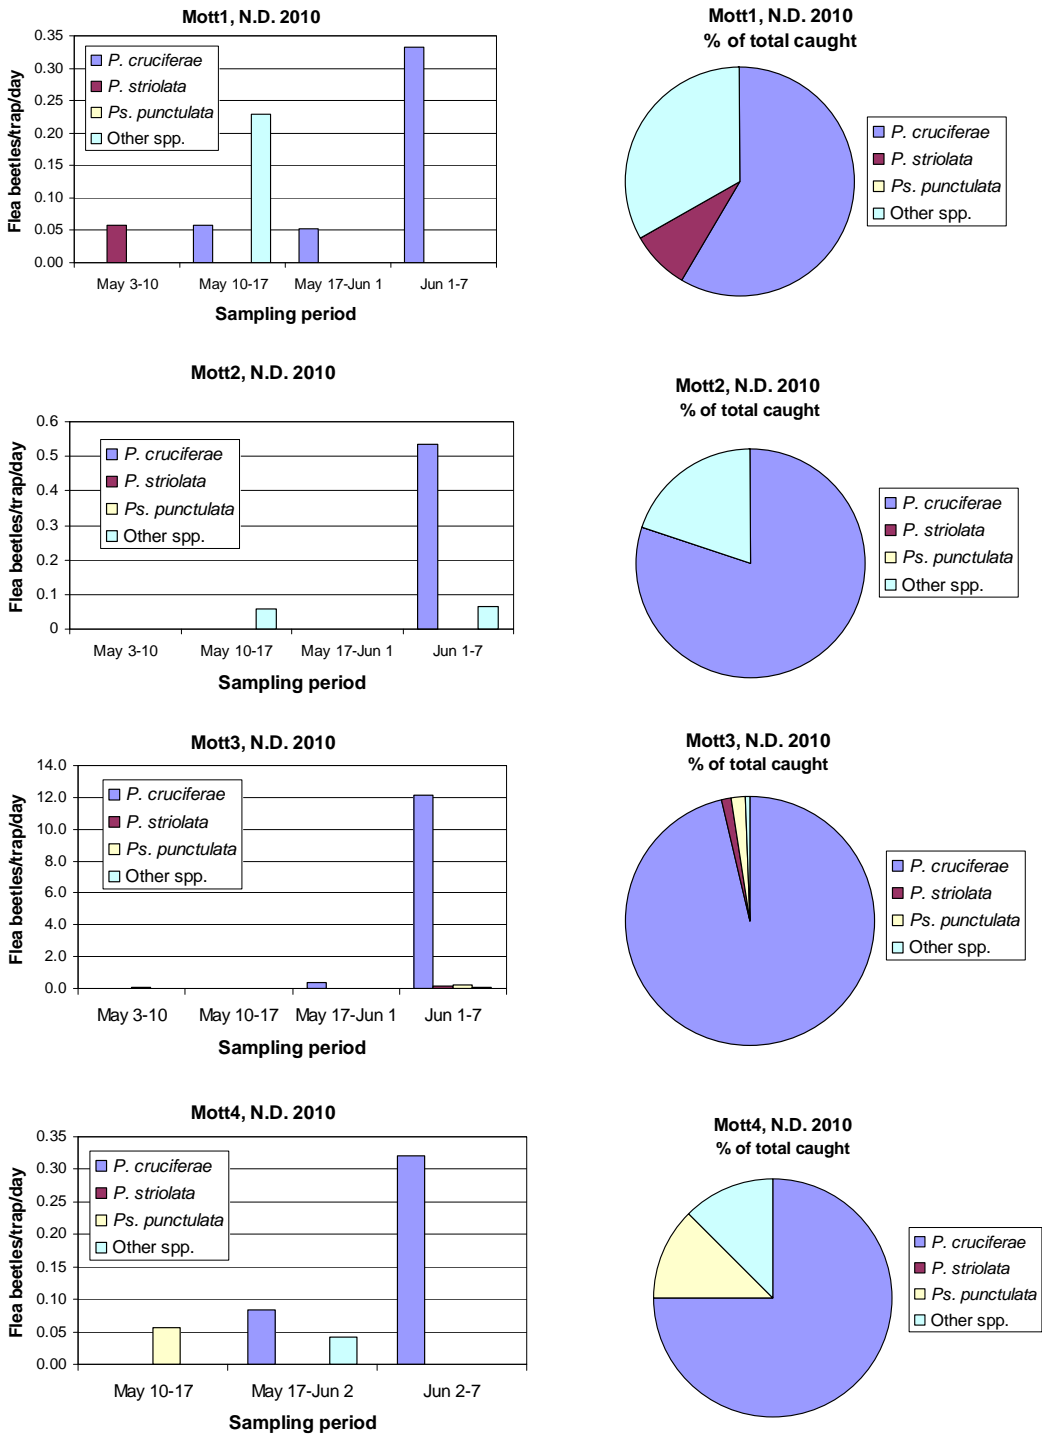 Mott1, N.D. 2010
Flea beetles/trap/day
0.35
0.30
0.25
0.20
0.15
0.10
0.05
0.00
P. cruciferae
P. striolata
Ps. punctulata
Other spp.
May 3-10 May 10-17 May 17-Jun 1 Jun 1-7
Sampling period
Mott1, N.D. 2010
% of total caught
P. cruciferae
P. striolata
Ps. punctulata
Other spp.
Mott2, N.D. 2010
Flea beetles/trap/day
0.6
0.5
0.4
0.3
0.2
0.1
0
P. cruciferae
P. striolata
Ps. punctulata
Other spp.
May 3-10 May 10-17 May 17-Jun 1 Jun 1-7
Sampling period
Mott2, N.D. 2010
% of total caught
P. cruciferae
P. striolata
Ps. punctulata
Other spp.
Mott3, N.D. 2010
Flea beetles/trap/day
14.0
12.0
10.0
8.0
6.0
4.0
2.0
0.0
P. cruciferae
P. striolata
Ps. punctulata
Other spp.
May 3-10 May 10-17 May 17-Jun 1 Jun 1-7
Sampling period
Mott3, N.D. 2010
% of total caught
P. cruciferae
P. striolata
Ps. punctulata
Other spp.
Mott4, N.D. 2010
Flea beetles/trap/day
0.35
0.30
0.25
0.20
0.15
0.10
0.05
0.00
P. cruciferae
P. striolata
Ps. punctulata
Other spp.
May 10-17 May 17-Jun 2 Jun 2-7
Sampling period
Mott4, N.D. 2010
% of total caught
P. cruciferae
P. striolata
Ps. punctulata
Other spp.